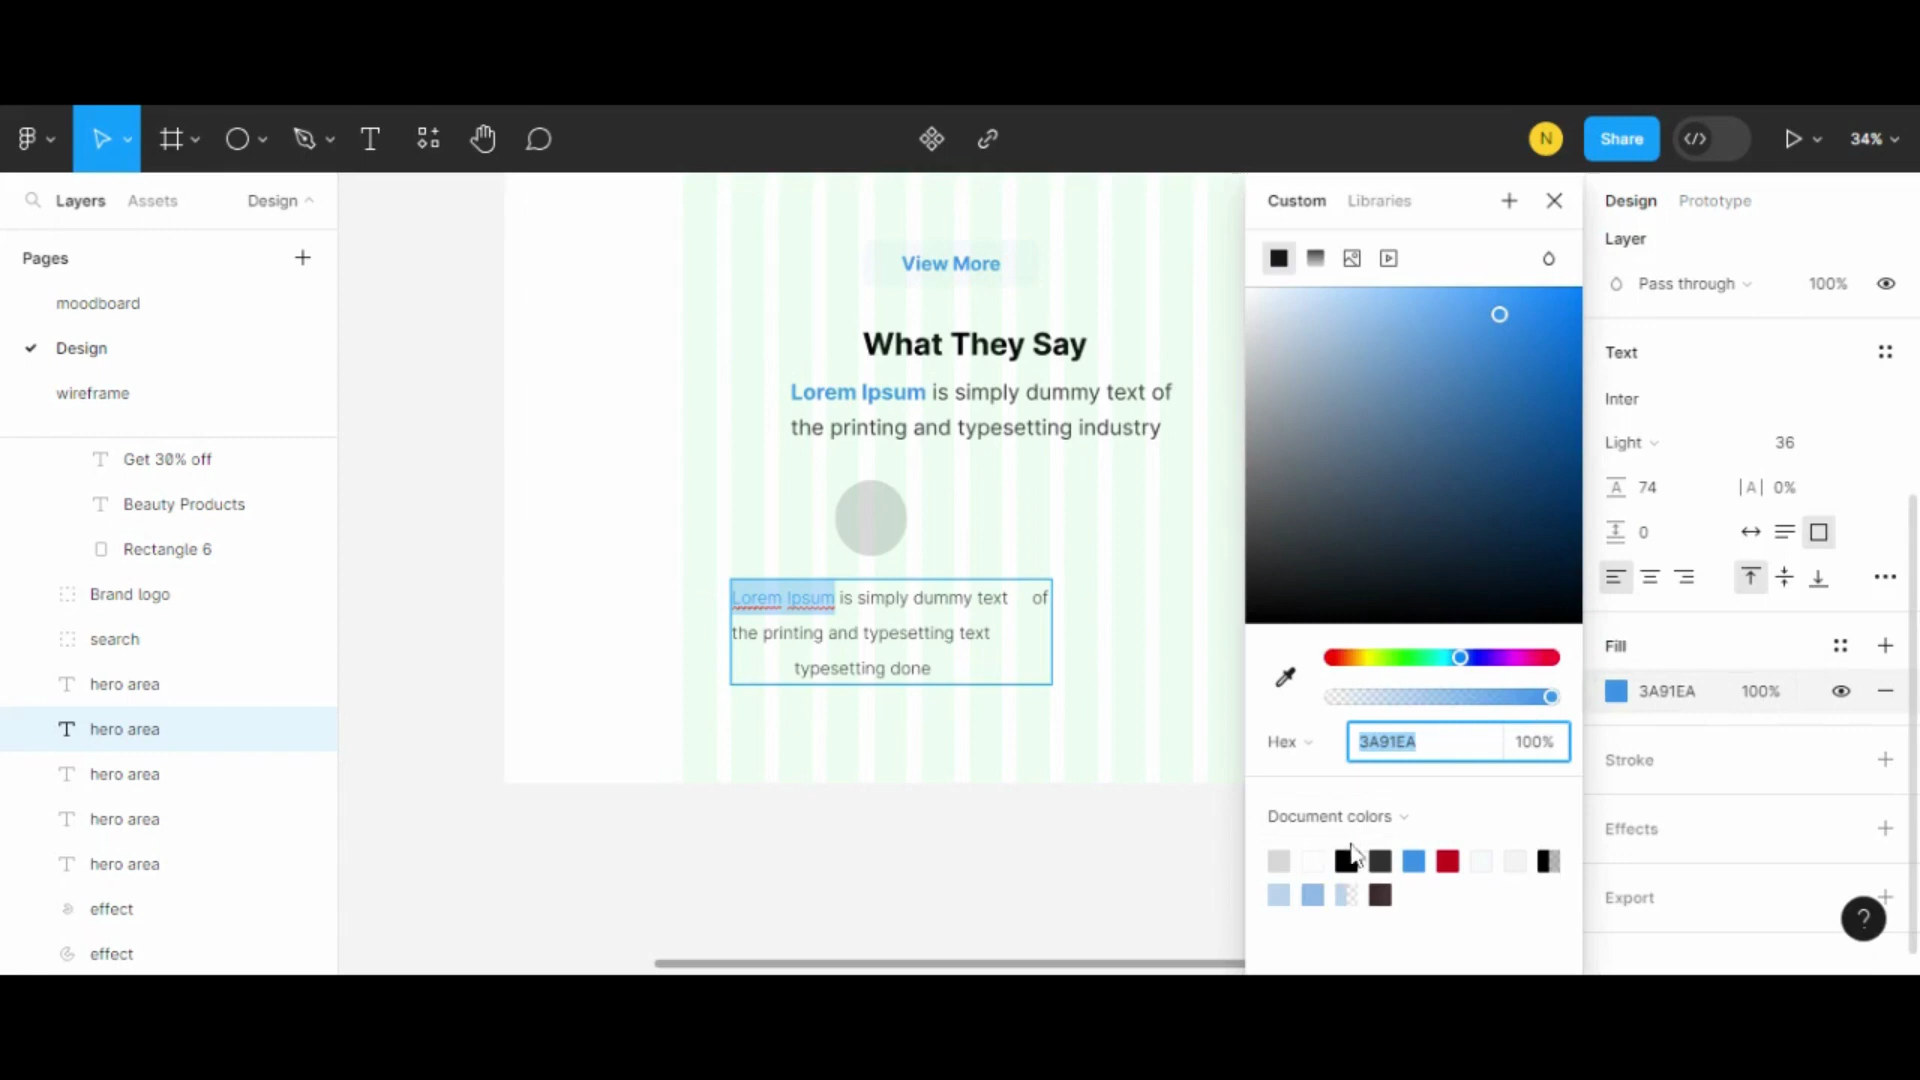 N
Share
34%
Layers
Assets
Design
Pages
moodboard
Design
wireframe
Get 30% off
Beauty Products
Rectangle 6
Brand logo
search
hero area
hero area
hero area
hero area
hero area
effect
effect
View More
What They Say
Lorem Ipsum is simply dummy text of
the printing and typesetting industry
Lorem Ipsum is simply dummy text of
the printing and typesetting text
typesetting done
Custom
Libraries
Hex
3A91EA
100%
Document colors
Design
Prototype
Layer
Pass through
100%
Text
Inter
Light
36
A
74
|A|
0%
0
Fill
3A91EA
100%
Stroke
Effects
Export
?